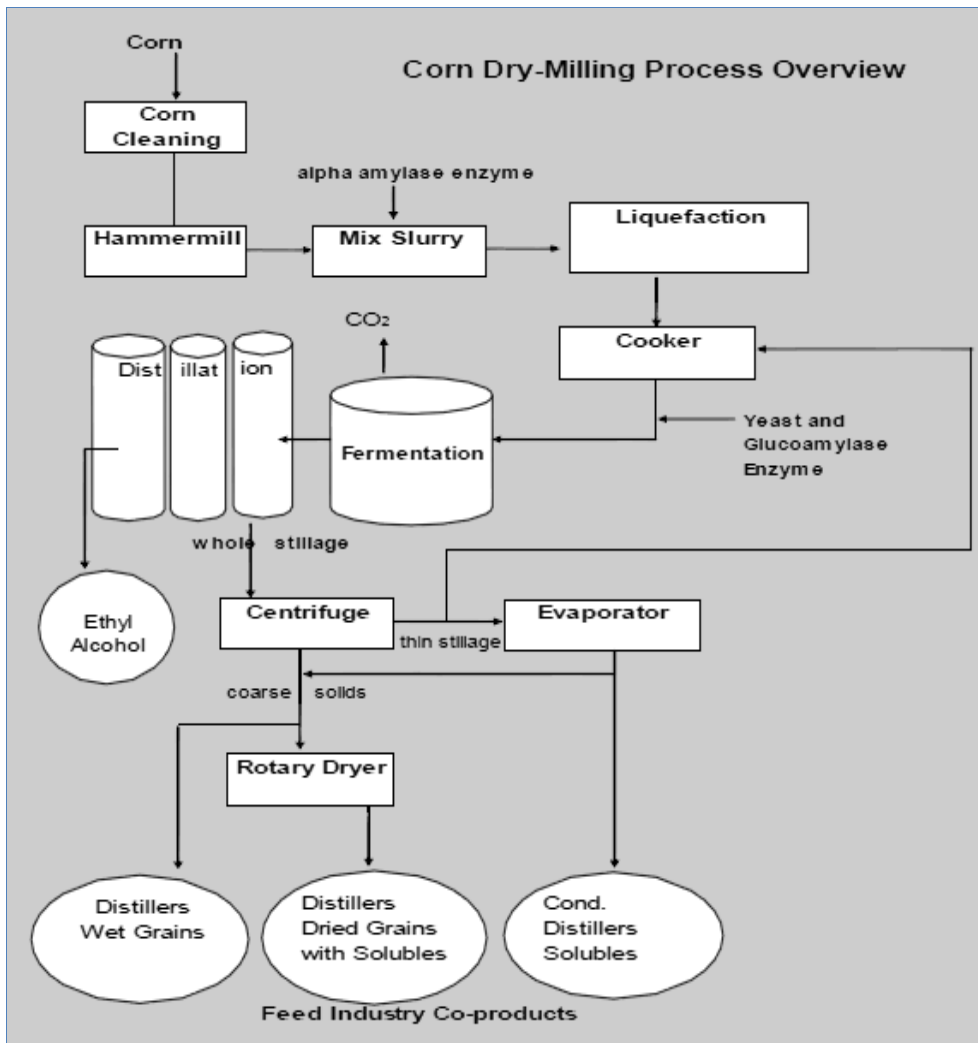 Corn
Corn Dry-Milling Process Overview
Corn
Cleaning
alpha amylase enzyme
Hammermill
Mix Slurry
Liquefaction
CO₂
Cooker
Dist
illat
ion
Fermentation
Yeast and
Glucoamylase
Enzyme
whole stillage
Ethyl
Alcohol
Centrifuge
thin stillage
Evaporator
coarse solids
Rotary Dryer
Distillers
Wet Grains
Distillers
Dried Grains
with Solubles
Cond.
Distillers
Solubles
Feed Industry Co-products